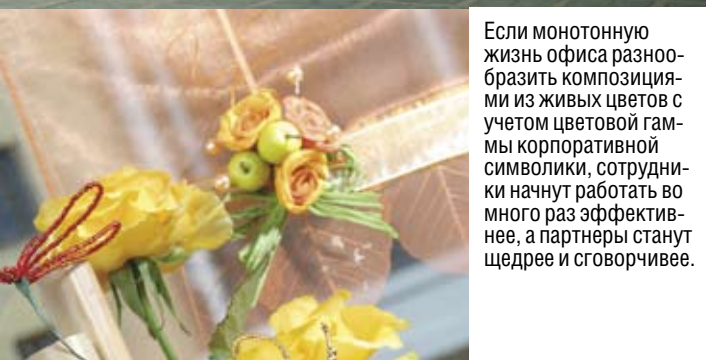 Если монотонную
жизнь офиса разноо-
бразить композиция-
ми из живых цветов с
учетом цветовой гам-
мы корпоративной
символики, сотрудни-
ки начнут работать во
много раз эффектив-
нее, а партнеры станут
щедрее и сговорчивее.